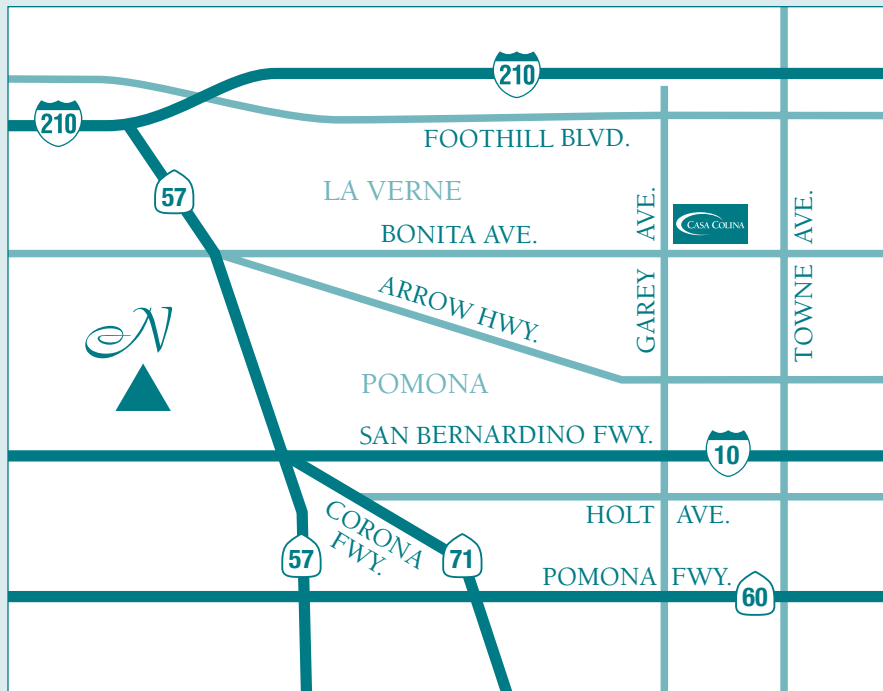 210
210
FOOTHILL BLVD.
57
LA VERNE
CASA COLINA
GAREY AVE.
TOWNE AVE.
BONITA AVE.
ARROW HWY.
N
POMONA
SAN BERNARDINO FWY.
10
CORONA
FWY.
HOLT AVE.
57
71
POMONA FWY.
60